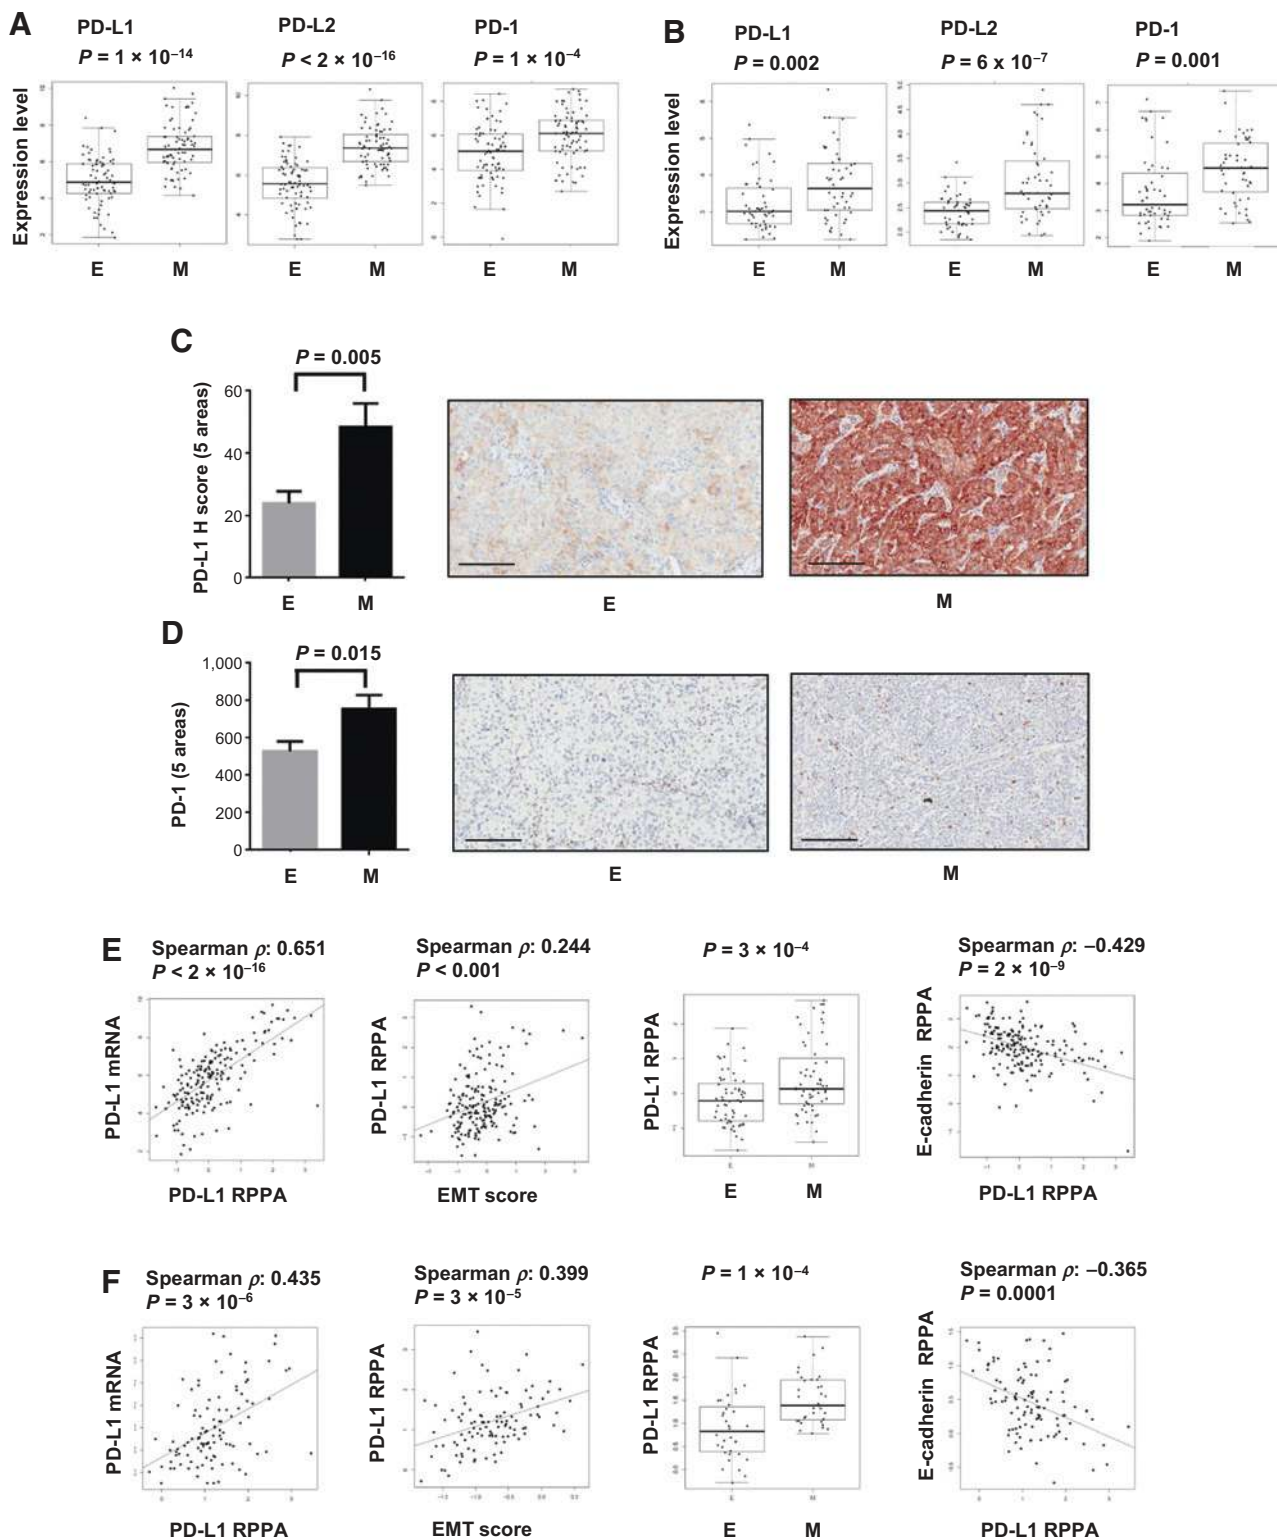 A
PD-L1
P = 1 × 10–14
PD-L2
P < 2 × 10–16
PD-1
P = 1 × 10–4
Expression level
E M
E M
E M
B
PD-L1
P = 0.002
PD-L2
P = 6 x 10–7
PD-1
P = 0.001
Expression level
E M
E M
E M
C
P = 0.005
PD-L1 H score (5 areas)
60
40
20
0
E M
E
M
D
P = 0.015
PD-1 (5 areas)
1,000
800
600
400
200
0
E M
E
M
E
Spearman ρ: 0.651
P < 2 × 10–16
PD-L1 mRNA
PD-L1 RPPA
Spearman ρ: 0.244
P < 0.001
PD-L1 RPPA
EMT score
P = 3 × 10–4
PD-L1 RPPA
E M
E M
Spearman ρ: –0.429
P = 2 × 10–9
E-cadherin RPPA
PD-L1 RPPA
F
Spearman ρ: 0.435
P = 3 × 10–6
PD-L1 mRNA
PD-L1 RPPA
Spearman ρ: 0.399
P = 3 × 10–5
PD-L1 RPPA
EMT score
P = 1 × 10–4
PD-L1 RPPA
E M
E M
Spearman ρ: –0.365
P = 0.0001
E-cadherin RPPA
PD-L1 RPPA